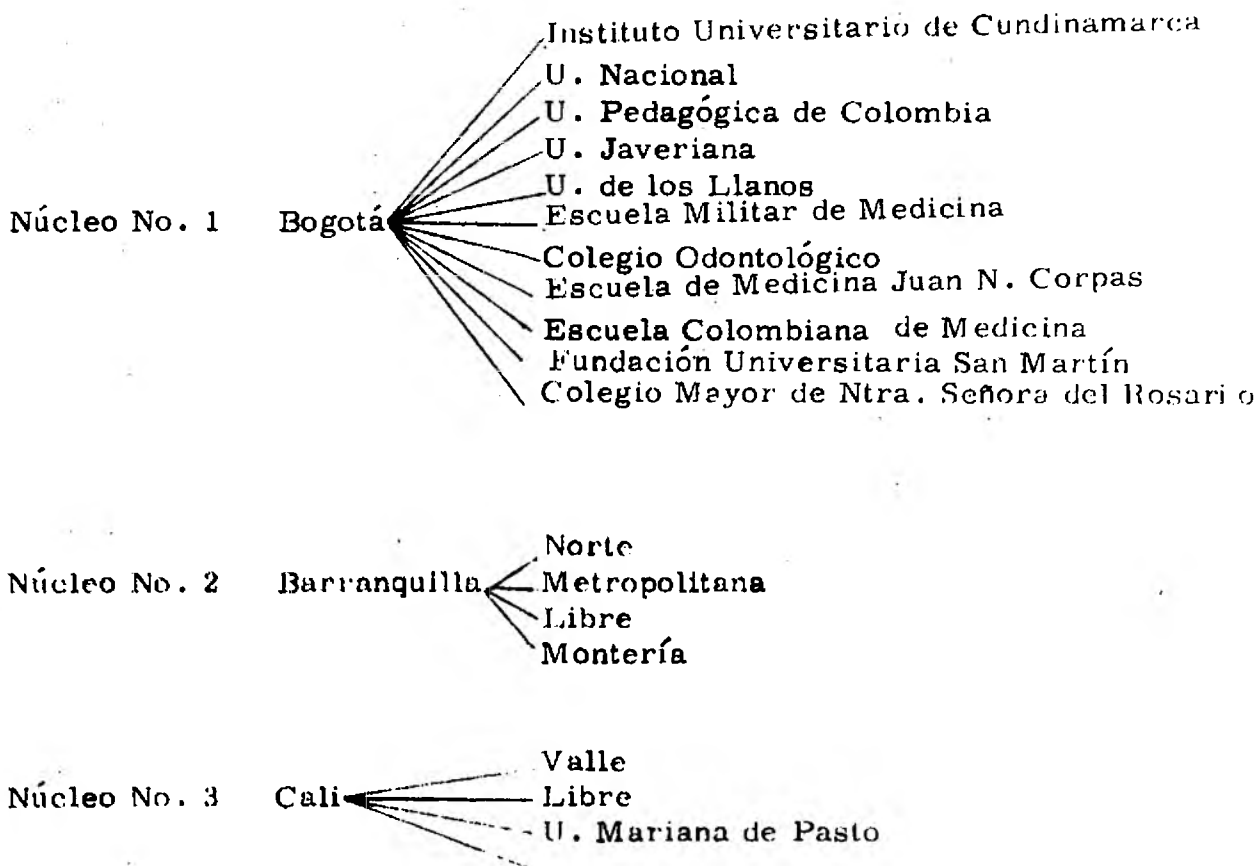 Instituto Universitario de Cundinamarca
U. Nacional
U. Pedagógica de Colombia
U. Javeriana
U. de los Llanos
Núcleo No. 1 Bogotá Escuela Militar de Medicina
Colegio Odontológico
Escuela de Medicina Juan N. Corpas
Escuela Colombiana de Medicina
Fundación Universitaria San Martín
Colegio Mayor de Ntra. Señora del Rosario
Norte
Núcleo No. 2 Barranquilla Metropolitana
Libre
Montería
Valle
Núcleo No. 3 Cali Libre
U. Mariana de Pasto